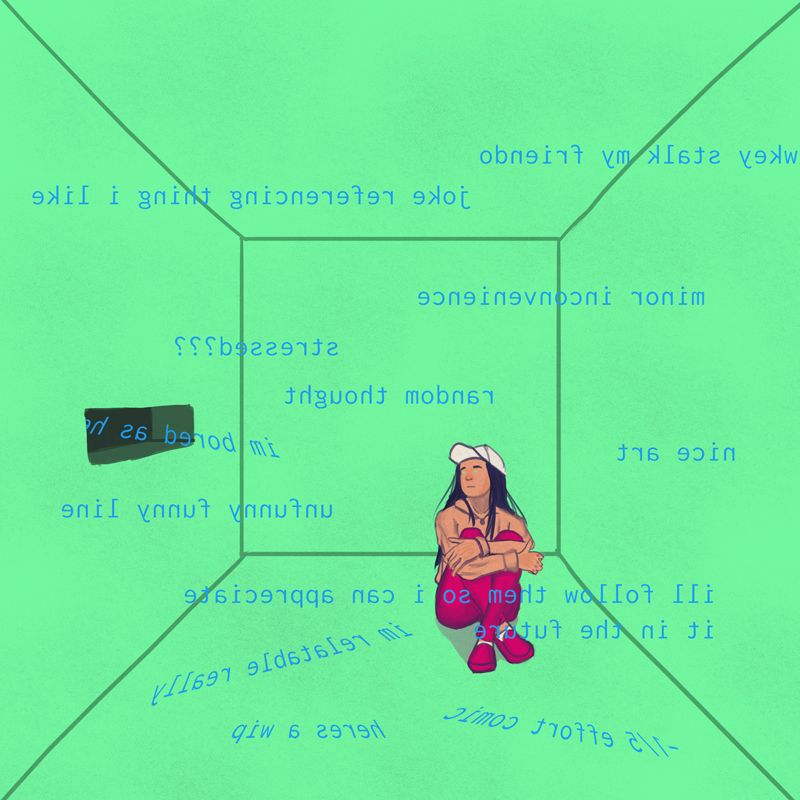 wkey stalk my friendo
joke referencing thing i like
minor inconvenience
stressed???
random thought
im bored as he
nice art
unfunny funny line
ill follow them so i can appreciate
it in the future
im relatable really
-1/5 effort comic
heres a wip